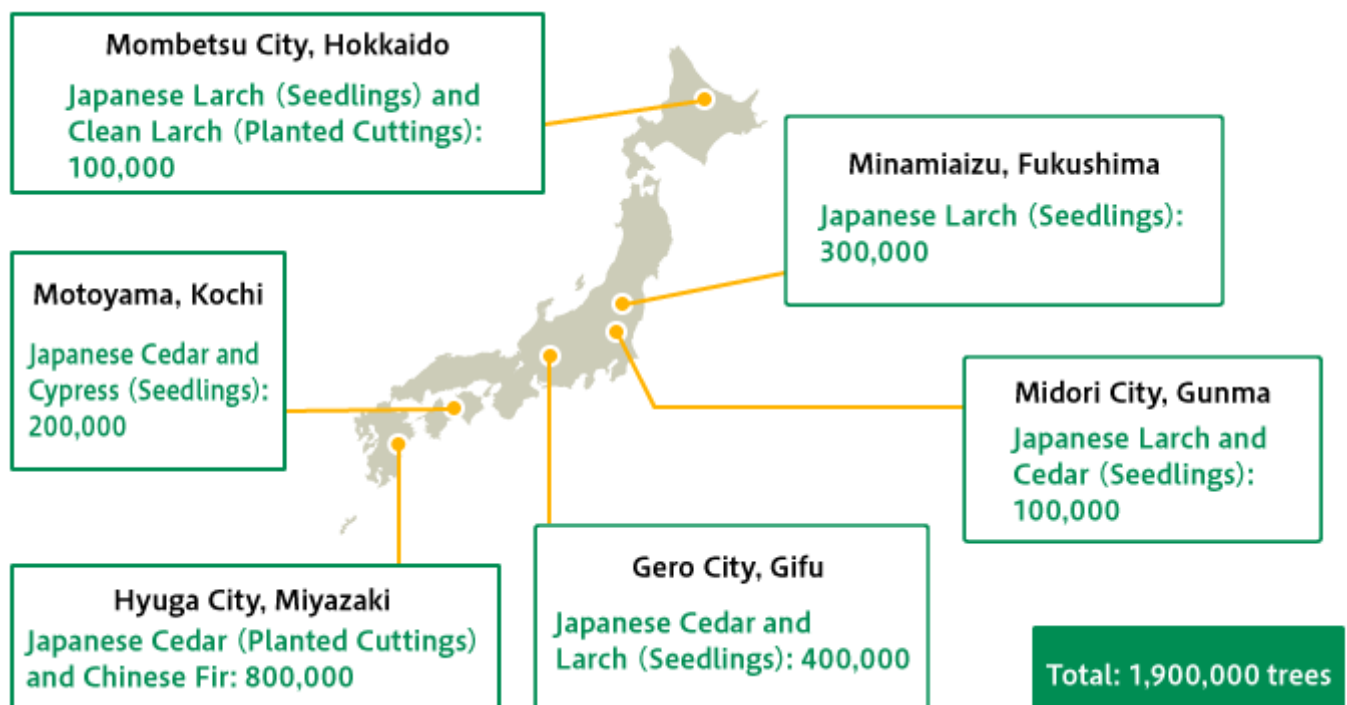 Mombetsu City, Hokkaido
Japanese Larch (Seedlings) and
Clean Larch (Planted Cuttings):
100,000
Minamiaizu, Fukushima
Japanese Larch (Seedlings):
300,000
Motoyama, Kochi
Japanese Cedar and
Cypress (Seedlings):
200,000
Midori City, Gunma
Japanese Larch and
Cedar (Seedlings):
100,000
Hyuga City, Miyazaki
Japanese Cedar (Planted Cuttings)
and Chinese Fir: 800,000
Gero City, Gifu
Japanese Cedar and
Larch (Seedlings): 400,000
Total: 1,900,000 trees